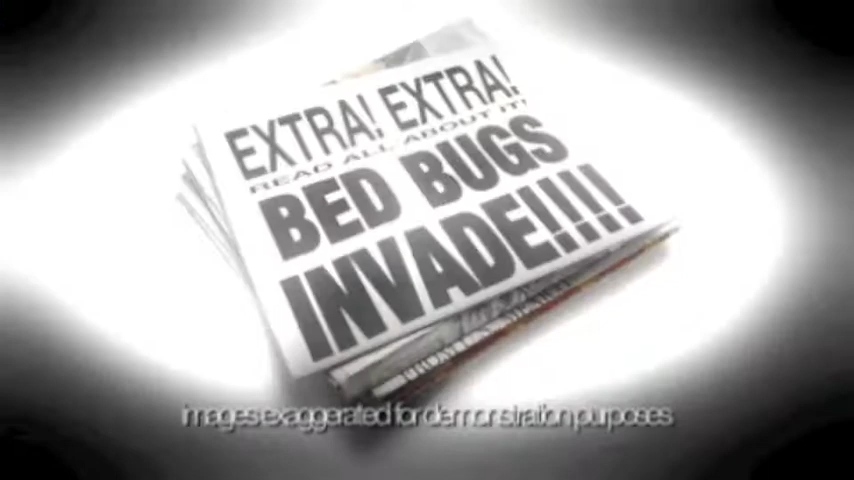 EXTRA! EXTRA!
READ ALL ABOUT IT!
BED BUGS
INVADE!!!!
images exaggerated for demonstration purposes